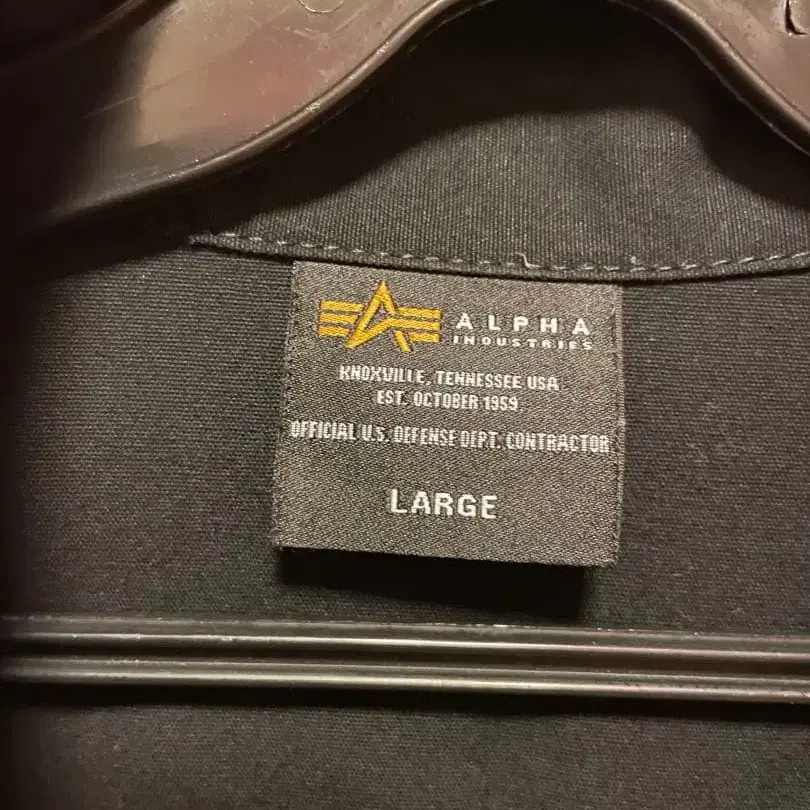 ALPHA
INDUSTRIES
KNOXVILLE, TENNESSEE USA
EST. OCTOBER 1959
OFFICIAL U.S. DEFENSE DEPT. CONTRACTOR
LARGE